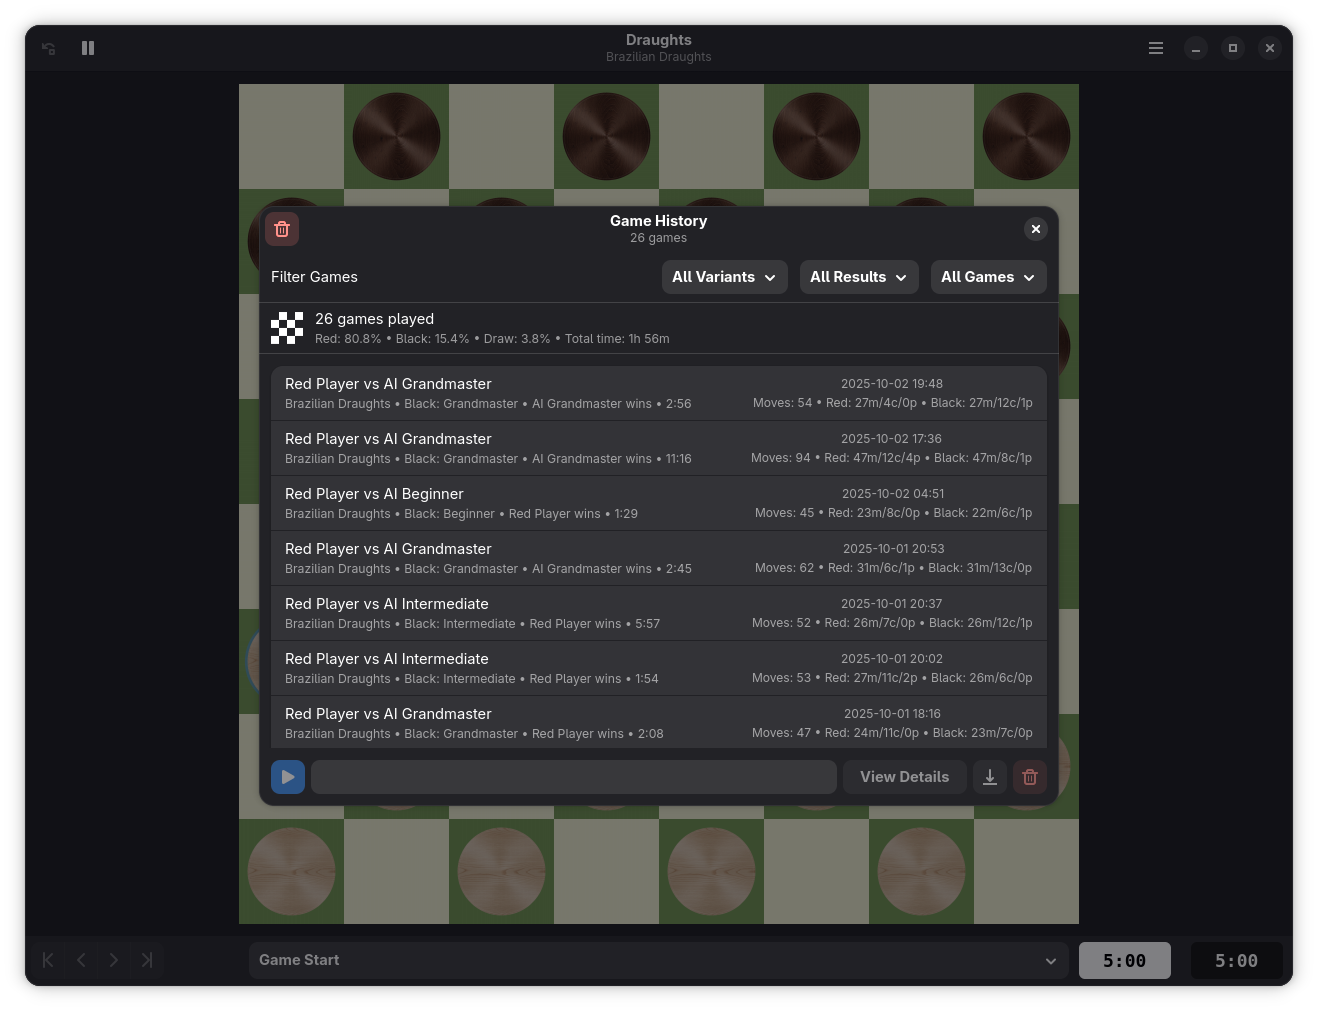 Draughts
Brazilian Draughts
Game History
26 games
Filter Games
All Variants
All Results
All Games
26 games played
Red: 80.8% • Black: 15.4% • Draw: 3.8% • Total time: 1h 56m
Red Player vs AI Grandmaster
2025-10-02 19:48
Brazilian Draughts • Black: Grandmaster • AI Grandmaster wins • 2:56
Moves: 54 • Red: 27m/4c/0p • Black: 27m/12c/1p
Red Player vs AI Grandmaster
2025-10-02 17:36
Brazilian Draughts • Black: Grandmaster • AI Grandmaster wins • 11:16
Moves: 94 • Red: 47m/12c/4p • Black: 47m/8c/1p
Red Player vs AI Beginner
2025-10-02 04:51
Brazilian Draughts • Black: Beginner • Red Player wins • 1:29
Moves: 45 • Red: 23m/8c/0p • Black: 22m/6c/1p
Red Player vs AI Grandmaster
2025-10-01 20:53
Brazilian Draughts • Black: Grandmaster • AI Grandmaster wins • 2:45
Moves: 62 • Red: 31m/6c/1p • Black: 31m/13c/0p
Red Player vs AI Intermediate
2025-10-01 20:37
Brazilian Draughts • Black: Intermediate • Red Player wins • 5:57
Moves: 52 • Red: 26m/7c/0p • Black: 26m/12c/1p
Red Player vs AI Intermediate
2025-10-01 20:02
Brazilian Draughts • Black: Intermediate • Red Player wins • 1:54
Moves: 53 • Red: 27m/11c/2p • Black: 26m/6c/0p
Red Player vs AI Grandmaster
2025-10-01 18:16
Brazilian Draughts • Black: Grandmaster • Red Player wins • 2:08
Moves: 47 • Red: 24m/11c/0p • Black: 23m/7c/0p
View Details
Game Start
5:00
5:00